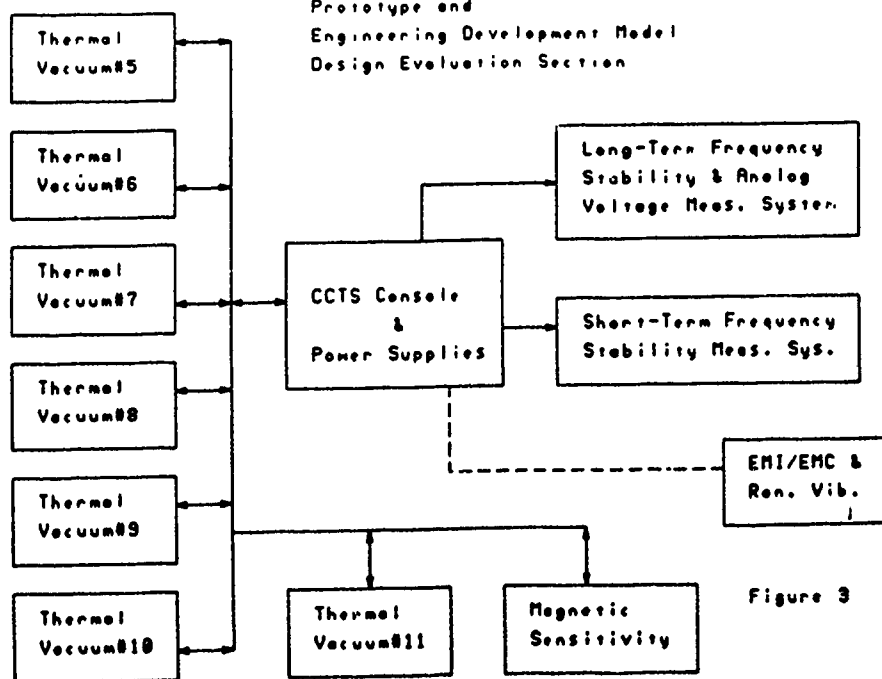 Prototype and
Engineering Development Model
Design Evaluation Section
Thermal
Vacuum#5
Thermal
Vacuum#6
Thermal
Vacuum#7
Thermal
Vacuum#8
Thermal
Vacuum#9
Thermal
Vacuum#10
CCTS Console
&
Power Supplies
Long-Term Frequency
Stability & Analog
Voltage Meas. System
Short-Term Frequency
Stability Meas. Sys.
EMI/EMC &
Ran. Vib.
Thermal
Vacuum#11
Magnetic
Sensitivity
Figure 3